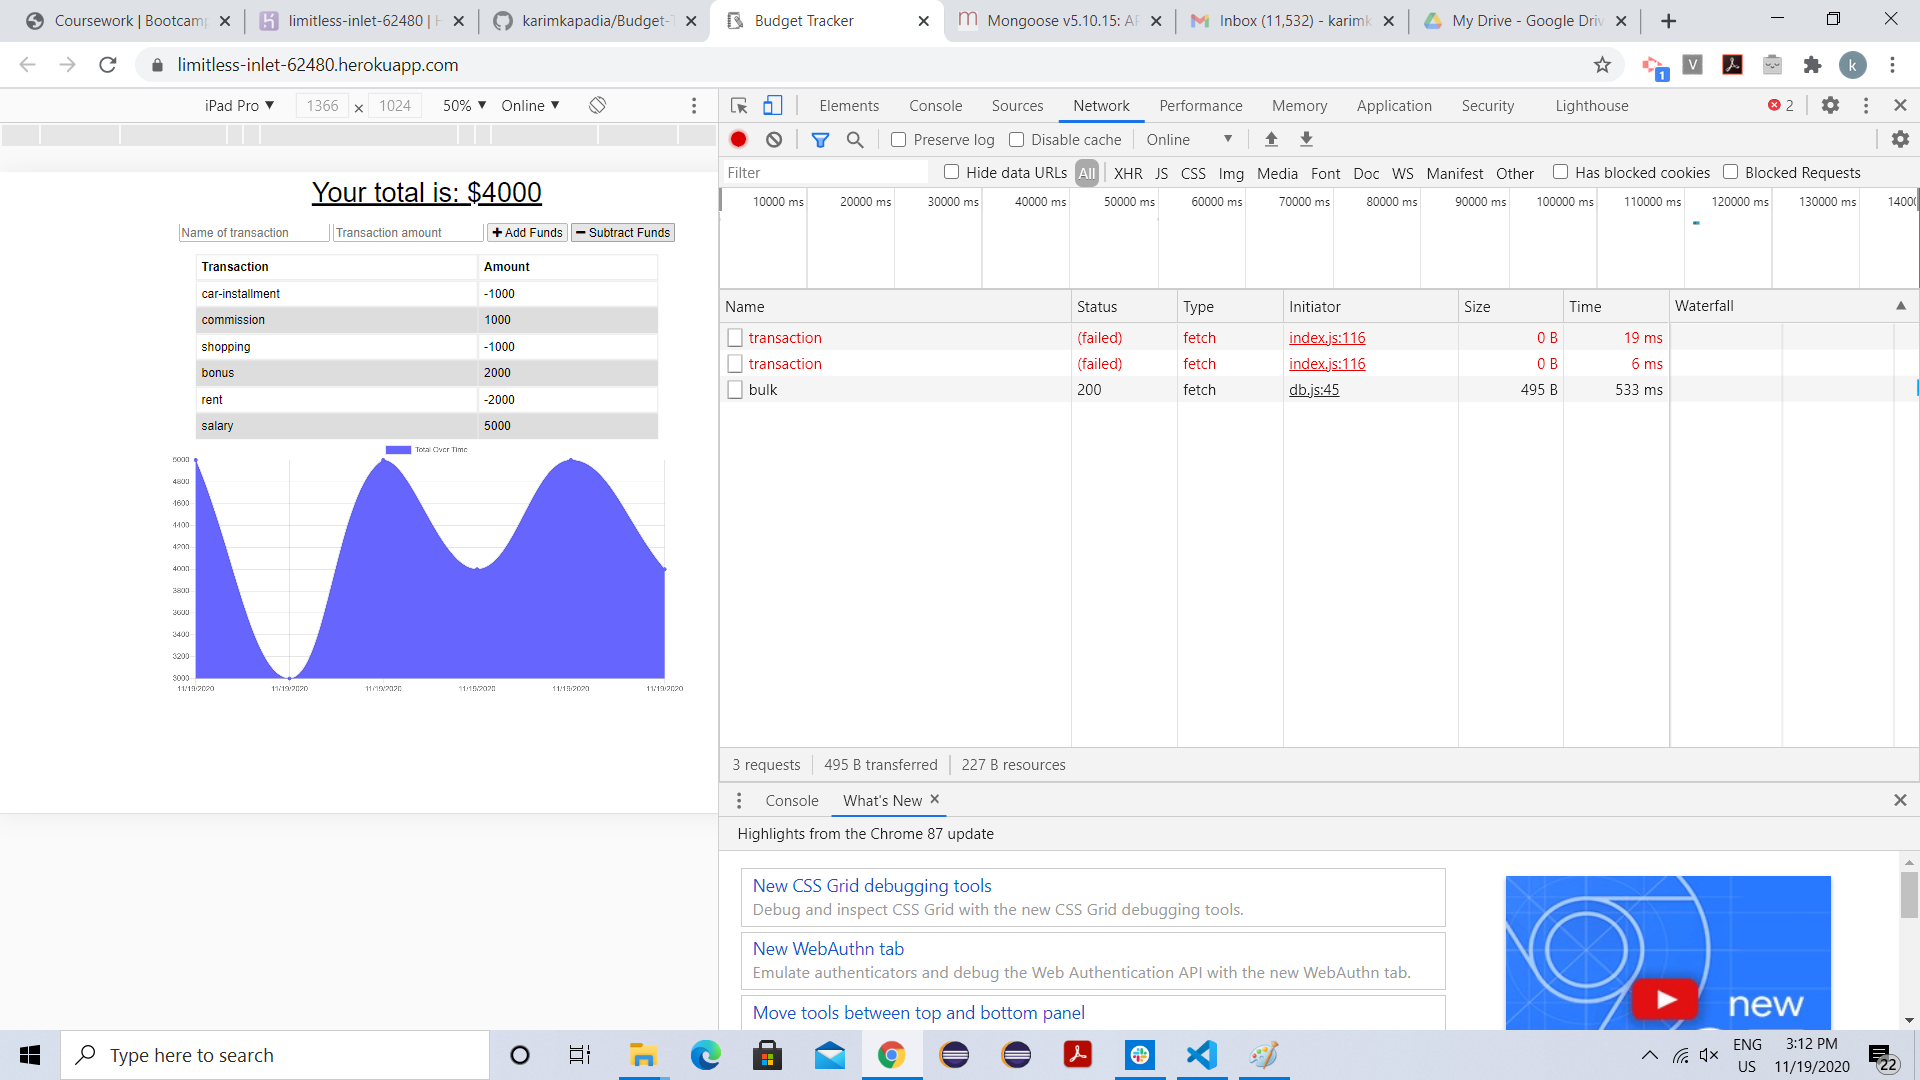 Coursework | Bootcamp
limitless-inlet-62480 | H
karimkapadia/Budget-T
Budget Tracker
Mongoose v5.10.15: AP
Inbox (11,532) - karimk
My Drive - Google Driv
limitless-inlet-62480.herokuapp.com
1
V
k
iPad Pro ▼ 1366 × 1024 50% ▼ Online ▼
Elements Console Sources Network Performance Memory Application Security Lighthouse 2
Preserve log Disable cache Online ▼
Filter Hide data URLs All XHR JS CSS Img Media Font Doc WS Manifest Other Has blocked cookies Blocked Requests
10000 ms 20000 ms 30000 ms 40000 ms 50000 ms 60000 ms 70000 ms 80000 ms 90000 ms 100000 ms 110000 ms 120000 ms 130000 ms 14000
Your total is: $4000
Name of transaction Transaction amount Add Funds Subtract Funds
Transaction Amount
car-installment -1000
commission 1000
shopping -1000
bonus 2000
rent -2000
salary 5000
Total Over Time
5000
4800
4600
4400
4200
4000
3800
3600
3400
3200
3000
11/19/2020 11/19/2020 11/19/2020 11/19/2020 11/19/2020 11/19/2020
Name Status Type Initiator Size Time Waterfall
transaction (failed) fetch index.js:116 0 B 19 ms
transaction (failed) fetch index.js:116 0 B 6 ms
bulk 200 fetch db.js:45 495 B 533 ms
3 requests 495 B transferred 227 B resources
Console What's New
Highlights from the Chrome 87 update
New CSS Grid debugging tools
Debug and inspect CSS Grid with the new CSS Grid debugging tools.
New WebAuthn tab
Emulate authenticators and debug the Web Authentication API with the new WebAuthn tab.
Move tools between top and bottom panel
new
Type here to search
ENG
US
3:12 PM
11/19/2020
22